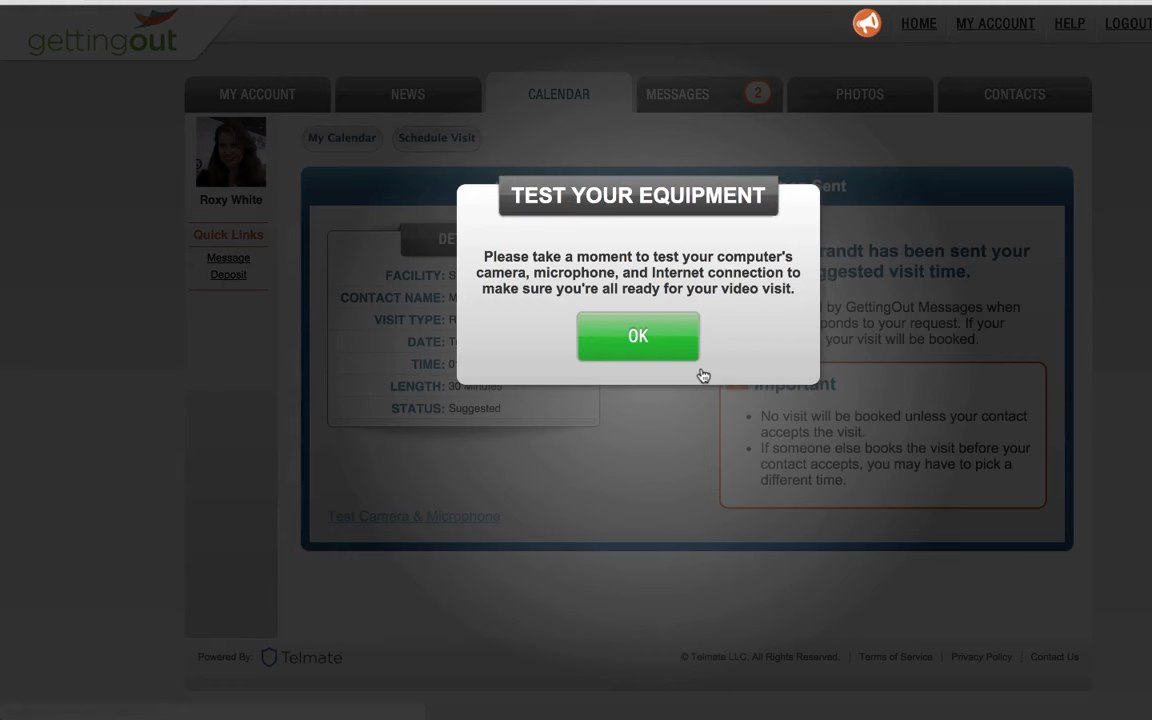 gettingout
HOME MY ACCOUNT HELP LOGOUT
MY ACCOUNT NEWS CALENDAR MESSAGES 2 PHOTOS CONTACTS
My Calendar Schedule Visit
Roxy White
Quick Links
Message
Deposit
Sent
TEST YOUR EQUIPMENT
Please take a moment to test your computer's
camera, microphone, and Internet connection to
make sure you're all ready for your video visit.
OK
DE
FACILITY: S
CONTACT NAME: M
VISIT TYPE: R
DATE: T
TIME: 0
LENGTH: 30 Minutes
STATUS: Suggested
randt has been sent your
ggested visit time.
by GettingOut Messages when
ponds to your request. If your
your visit will be booked.
Important
• No visit will be booked unless your contact
accepts the visit.
• If someone else books the visit before your
contact accepts, you may have to pick a
different time.
Test Camera & Microphone
Powered By: Telmate
© Telmate LLC. All Rights Reserved. | Terms of Service | Privacy Policy | Contact Us